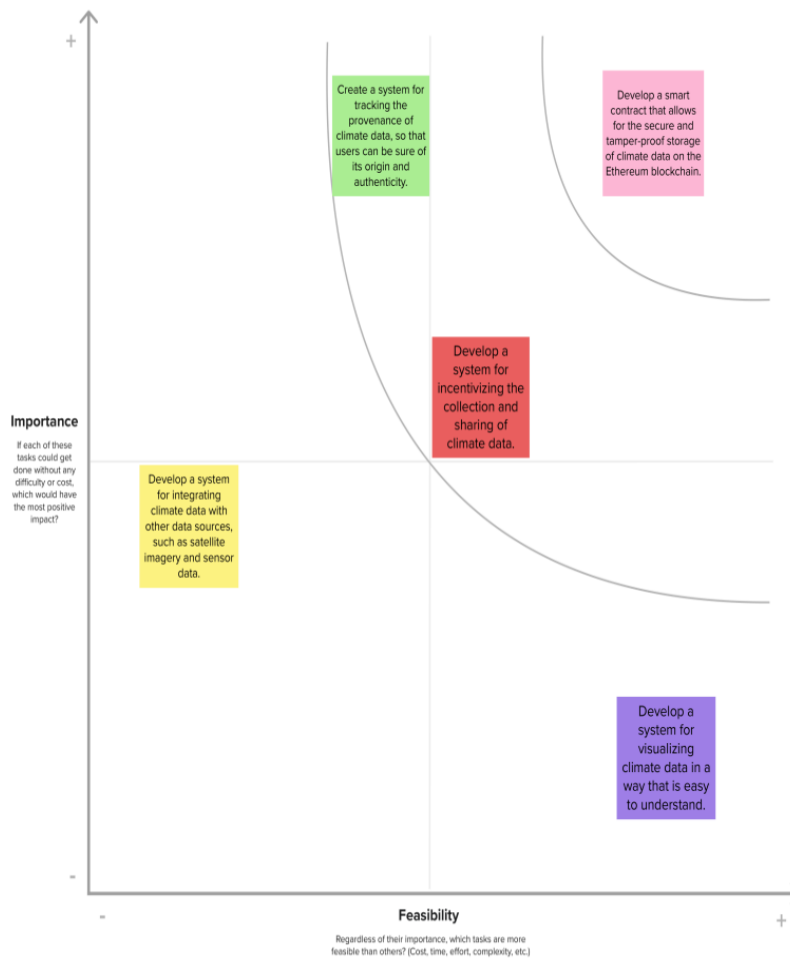 +
Create a system for
tracking the
provenance of
climate data, so that
users can be sure of
its origin and
authenticity.
Develop a smart
contract that allows
for the secure and
tamper-proof storage
of climate data on the
Ethereum blockchain.
Develop a
system for
incentivizing the
collection and
sharing of
climate data.
Importance
If each of these
tasks could get
done without any
difficulty or cost,
which would have
the most positive
impact?
Develop a system
for integrating
climate data with
other data sources,
such as satellite
imagery and sensor
data.
Develop a
system for
visualizing
climate data in a
way that is easy
to understand.
-
-
Feasibility
+
Regardless of their importance, which tasks are more
feasible than others? (Cost, time, effort, complexity, etc.)